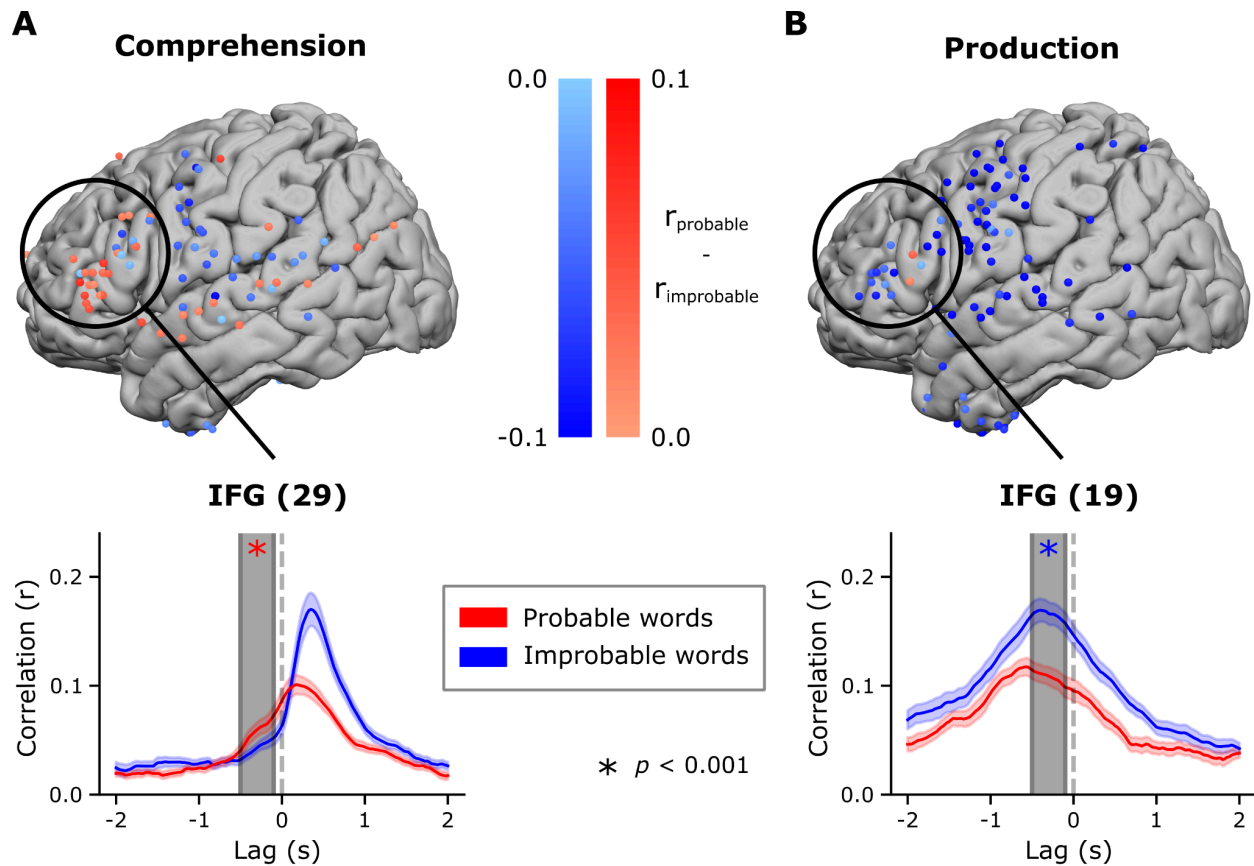 A
Comprehension
B
Production
0.0
0.1
r probable
-
r improbable
-0.1
0.0
IFG (29)
*
Correlation (r)
0.2
0.1
0.0
-2
-1
0
1
2
Lag (s)
Probable words
Improbable words
* p < 0.001
IFG (19)
*
Correlation (r)
0.2
0.1
0.0
-2
-1
0
1
2
Lag (s)